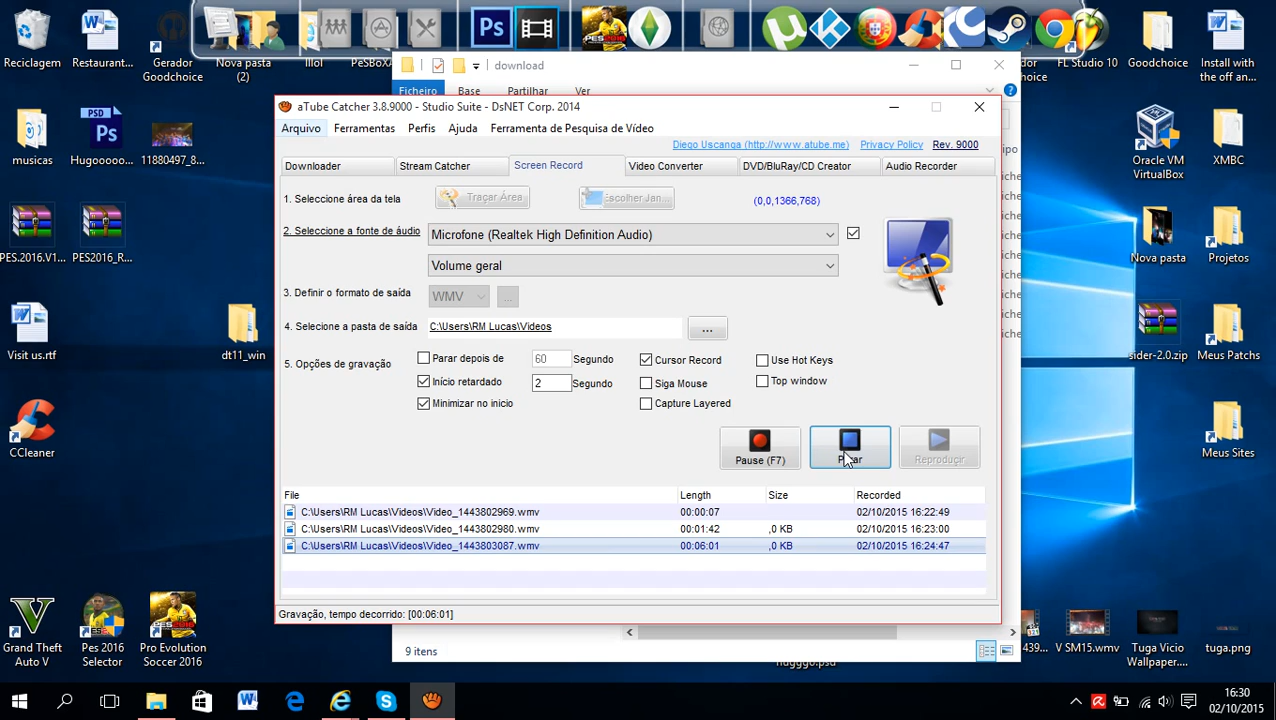 download
Ficheiro Base Partilhar Ver
aTube Catcher 3.8.9000 - Studio Suite - DsNET Corp. 2014
Arquivo Ferramentas Perfis Ajuda Ferramenta de Pesquisa de Vídeo
Diego Uscanga (http://www.atube.me) Privacy Policy Rev. 9000
Downloader Stream Catcher Screen Record Video Converter DVD/BluRay/CD Creator Audio Recorder
1. Seleccione área da tela Traçar Área Escolher Jan... (0,0,1366,768)
2. Seleccione a fonte de áudio Microfone (Realtek High Definition Audio)
Volume geral
3. Definir o formato de saída WMV ...
4. Selecione a pasta de saída C:\Users\RM Lucas\Videos ...
5. Opções de gravação
Parar depois de 60 Segundo Cursor Record Use Hot Keys
Início retardado 2 Segundo Siga Mouse Top window
Minimizar no início Capture Layered
Pause (F7) Parar Reproduçir
File Length Size Recorded
C:\Users\RM Lucas\Videos\Video_1443802969.wmv 00:00:07 02/10/2015 16:22:49
C:\Users\RM Lucas\Videos\Video_1443802980.wmv 00:01:42 ,0 KB 02/10/2015 16:23:00
C:\Users\RM Lucas\Videos\Video_1443803087.wmv 00:06:01 ,0 KB 02/10/2015 16:24:47
Gravação, tempo decorrido: [00:06:01]
9 itens
Reciclagem
Restaurant...
Gerador Goodchoice
Nova pasta (2)
FL Studio 10
Goodchoice
Install with the off an...
musicas
PSD
Ps
Hugooooo...
11880497_8...
Oracle VM VirtualBox
XMBC
PES.2016.V1...
PES2016_R...
Nova pasta
Projetos
Visit us.rtf
dt11_win
sider-2.0.zip
Meus Patchs
CCleaner
Meus Sites
Grand Theft Auto V
Pes 2016 Selector
Pro Evolution Soccer 2016
V SM15.wmv
Tuga Vicio Wallpaper....
tuga.png
16:30
02/10/2015